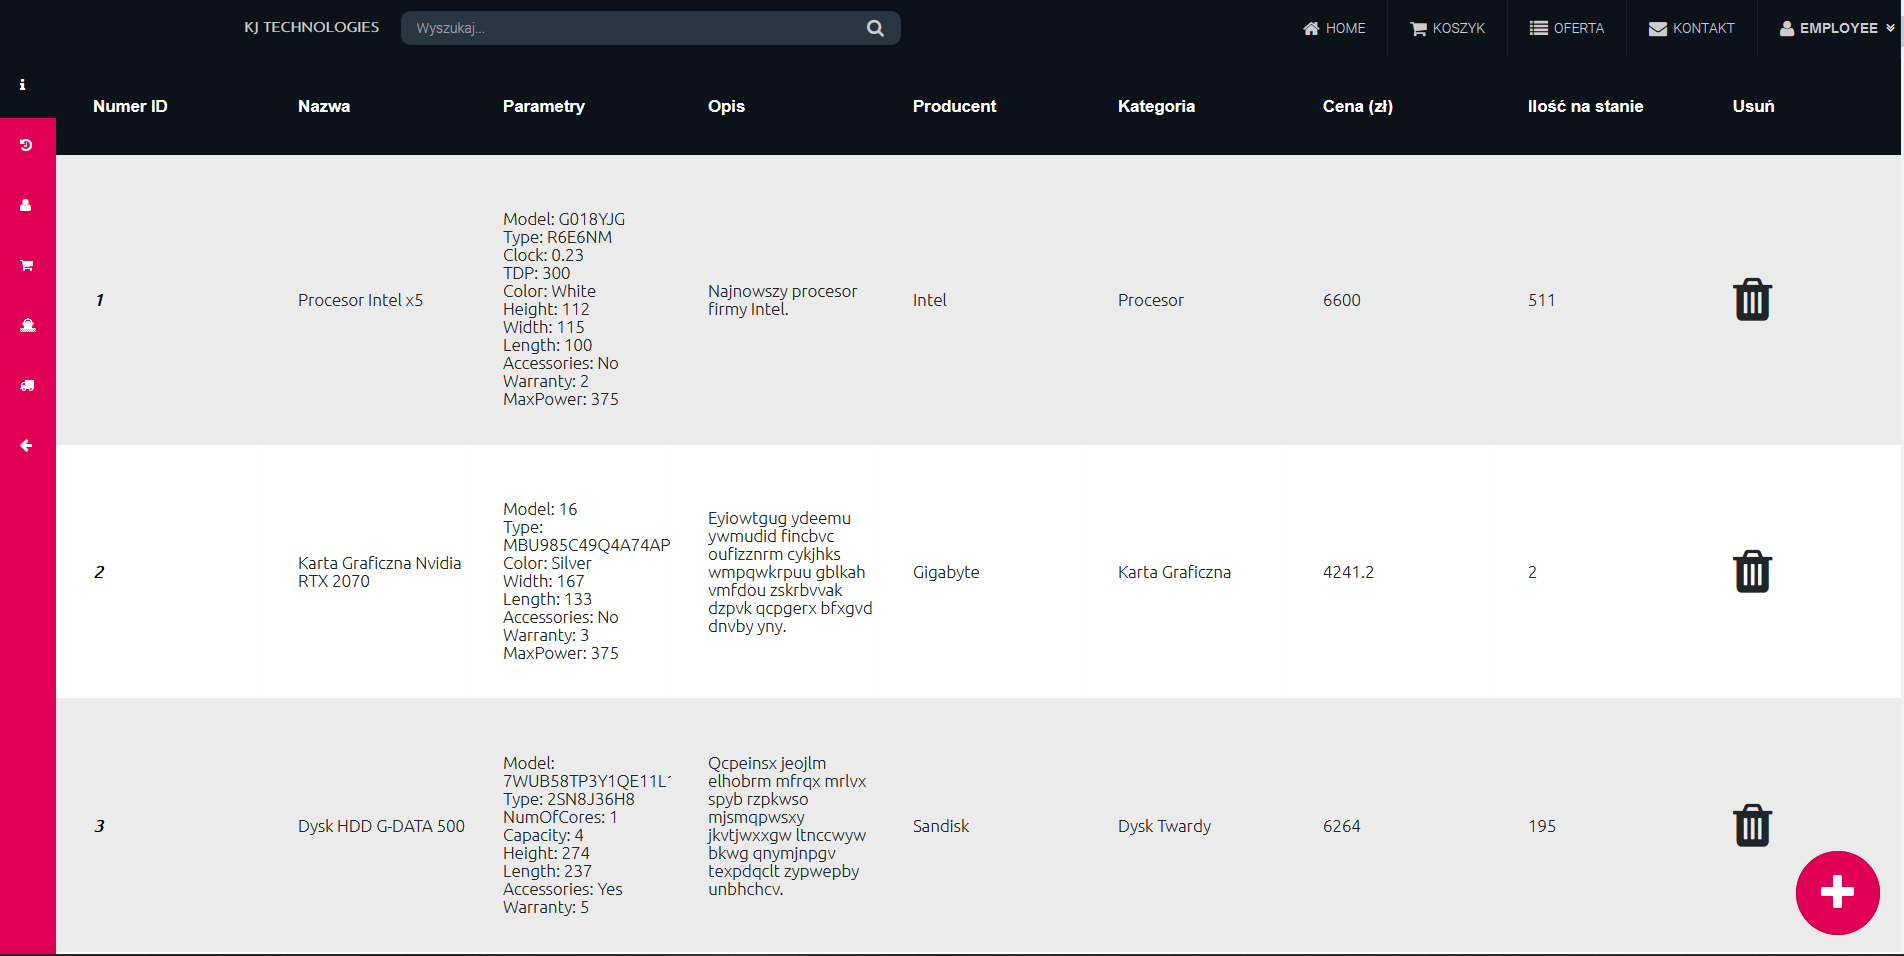 KJ TECHNOLOGIES
Wyszukaj...
HOME
KOSZYK
OFERTA
KONTAKT
EMPLOYEE
Numer ID
Nazwa
Parametry
Opis
Producent
Kategoria
Cena (zł)
Ilość na stanie
Usuń
1
Procesor Intel x5
Model: G018YJG
Type: R6E6NM
Clock: 0.23
TDP: 300
Color: White
Height: 112
Width: 115
Length: 100
Accessories: No
Warranty: 2
MaxPower: 375
Najnowszy procesor
firmy Intel.
Intel
Procesor
6600
511
2
Karta Graficzna Nvidia
RTX 2070
Model: 16
Type:
MBU985C49Q4A74AP
Color: Silver
Width: 167
Length: 133
Accessories: No
Warranty: 3
MaxPower: 375
Eyiowtgug ydeemu
ywmudid fincbvc
oufizznrm cykjhks
wmpqwkrpuu gblkah
vmfdou zskrbvvak
dzpvk qcpgerx bfxgvd
dnvby yny.
Gigabyte
Karta Graficzna
4241.2
2
3
Dysk HDD G-DATA 500
Model:
7WUB58TP3Y1QE11L
Type: 2SN8J36H8
NumOfCores: 1
Capacity: 4
Height: 274
Length: 237
Accessories: Yes
Warranty: 5
Qcpeinsx jeojlm
elhobrm mfrqx mrlvx
spyb rzpkwso
mjsmqpwsxy
jkvtjwxxgw ltnccwyw
bkwg qnymjnpgv
texpdqclt zypwepby
unbhchcv.
Sandisk
Dysk Twardy
6264
195